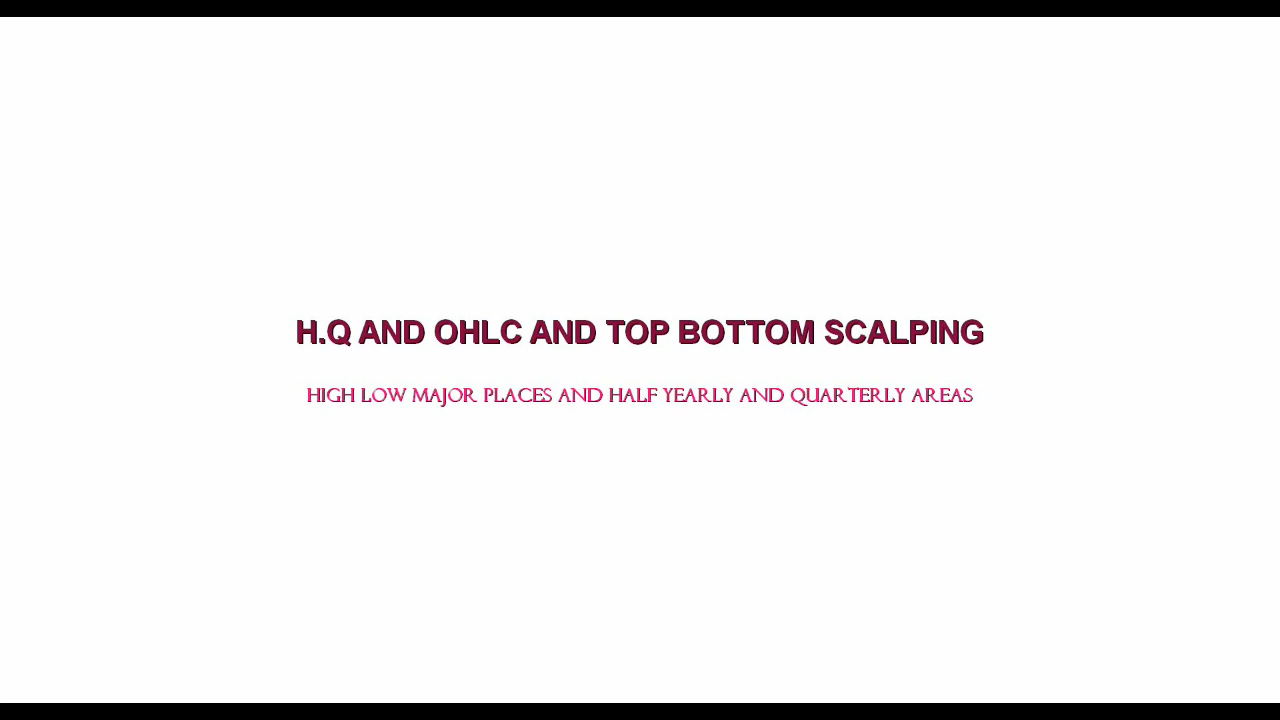 H.Q AND OHLC AND TOP BOTTOM SCALPING
HIGH LOW MAJOR PLACES AND HALF YEARLY AND QUARTERLY AREAS